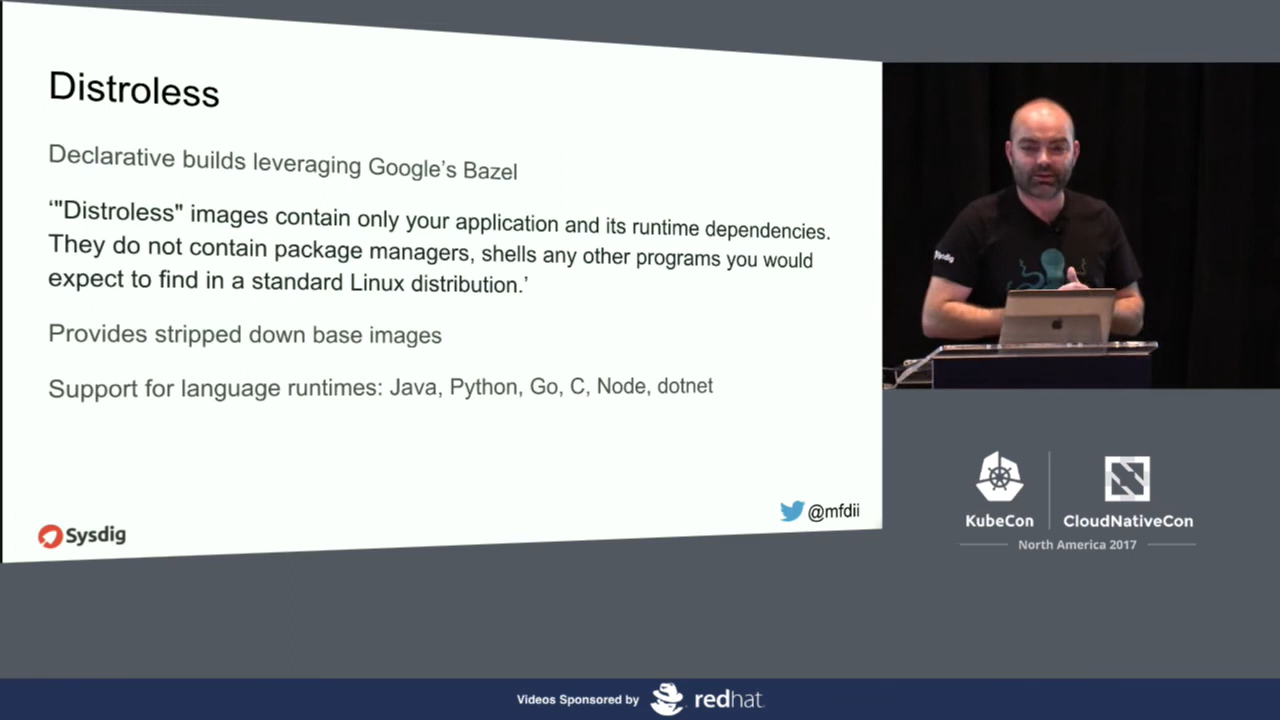 Distroless
Declarative builds leveraging Google's Bazel
‘"Distroless" images contain only your application and its runtime dependencies.
They do not contain package managers, shells any other programs you would
expect to find in a standard Linux distribution.’
Provides stripped down base images
Support for language runtimes: Java, Python, Go, C, Node, dotnet
Sysdig
@mfdii
Sysdig
KubeCon
CloudNativeCon
North America 2017
Videos Sponsored by redhat.